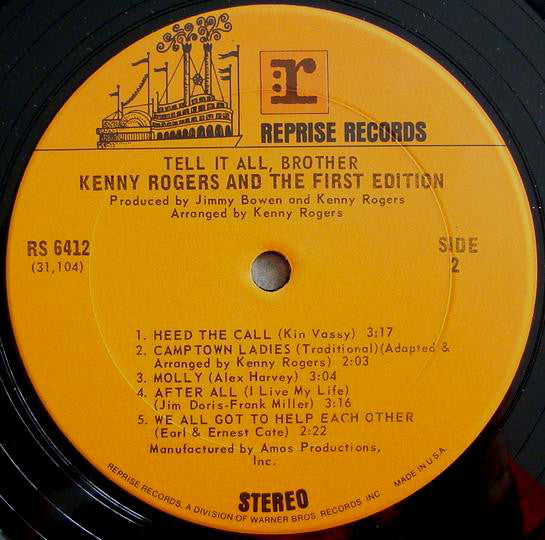 r
REPRISE RECORDS
TELL IT ALL, BROTHER
KENNY ROGERS AND THE FIRST EDITION
Produced by Jimmy Bowen and Kenny Rogers
Arranged by Kenny Rogers
RS 6412
(31,104)
SIDE
2
1. HEED THE CALL (Kin Vassy) 3:17
2. CAMPTOWN LADIES (Traditional)(Adapted &
Arranged by Kenny Rogers) 2:03
3. MOLLY (Alex Harvey) 3:04
4. AFTER ALL (I Live My Life)
(Jim Doris-Frank Miller) 3:16
5. WE ALL GOT TO HELP EACH OTHER
(Earl & Ernest Cate) 2:22
Manufactured by Amos Productions,
Inc.
STEREO
REPRISE RECORDS, A DIVISION OF WARNER BROS. RECORDS INC. MADE IN U.S.A.